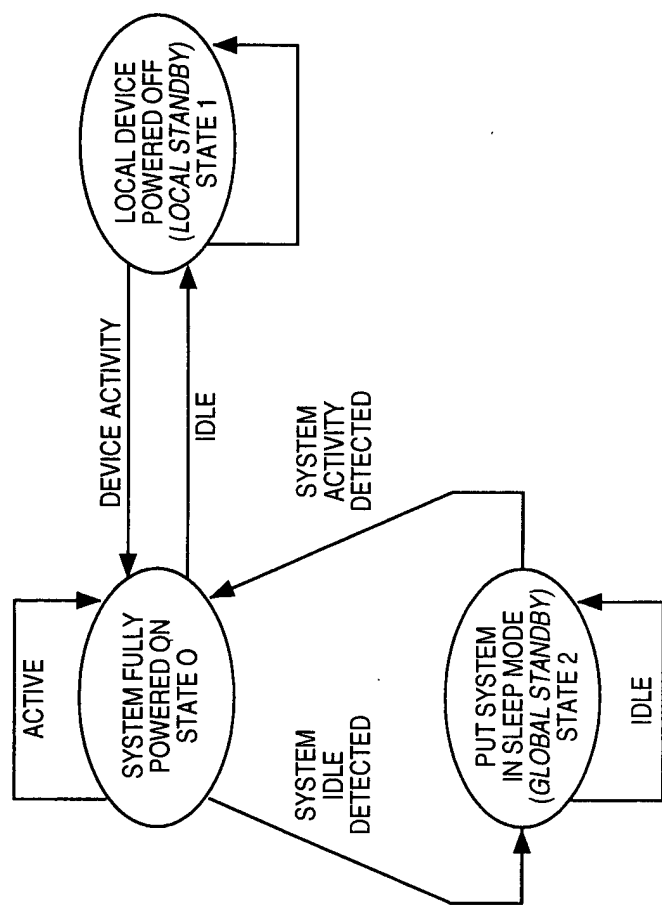 ACTIVE
SYSTEM FULLY
POWERED ON
STATE O
DEVICE ACTIVITY
IDLE
LOCAL DEVICE
POWERED OFF
(LOCAL STANDBY)
STATE 1
SYSTEM
IDLE
DETECTED
SYSTEM
ACTIVITY
DETECTED
PUT SYSTEM
IN SLEEP MODE
(GLOBAL STANDBY)
STATE 2
IDLE